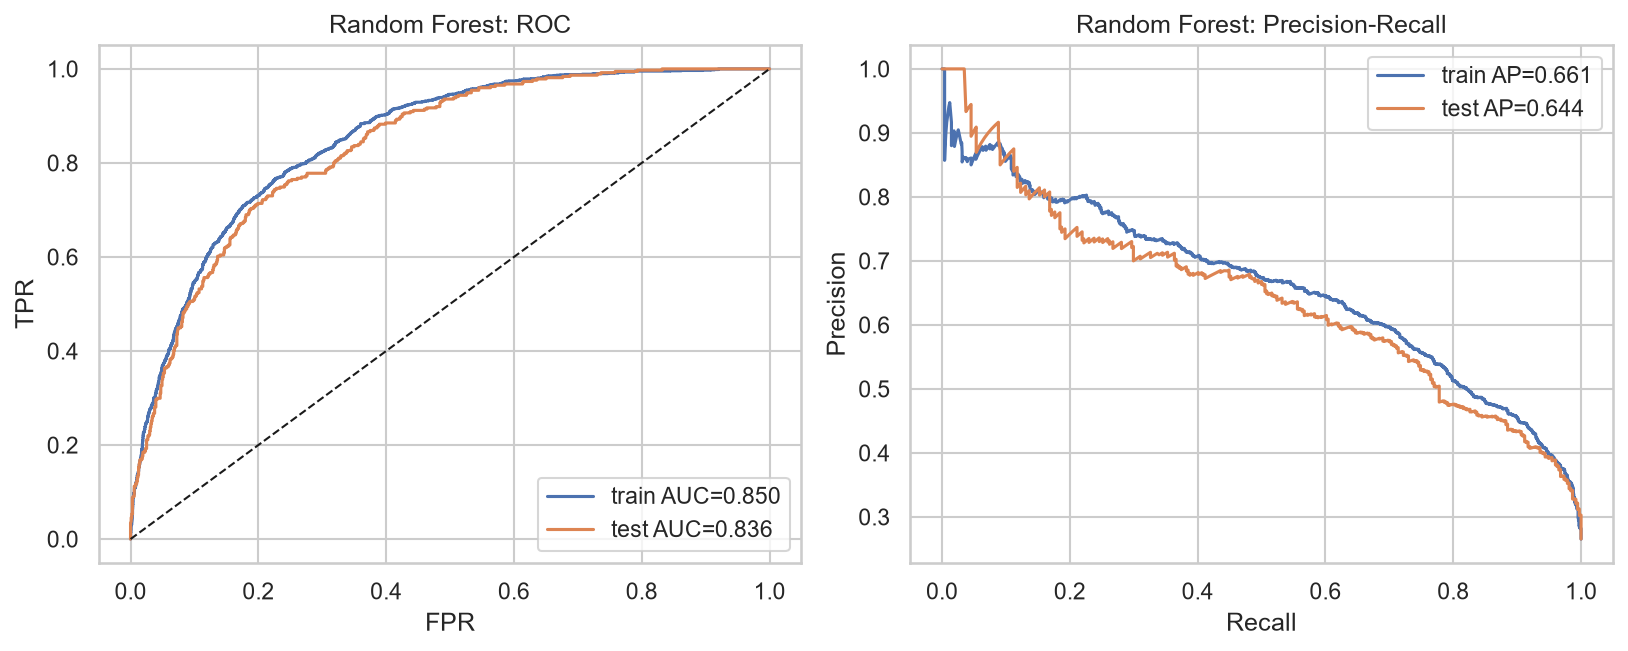 Random Forest: ROC
1.0
0.8
0.6
0.4
0.2
0.0
TPR
0.0 0.2 0.4 0.6 0.8 1.0
FPR
train AUC=0.850
test AUC=0.836
Random Forest: Precision-Recall
1.0
0.9
0.8
0.7
0.6
0.5
0.4
0.3
Precision
0.0 0.2 0.4 0.6 0.8 1.0
Recall
train AP=0.661
test AP=0.644